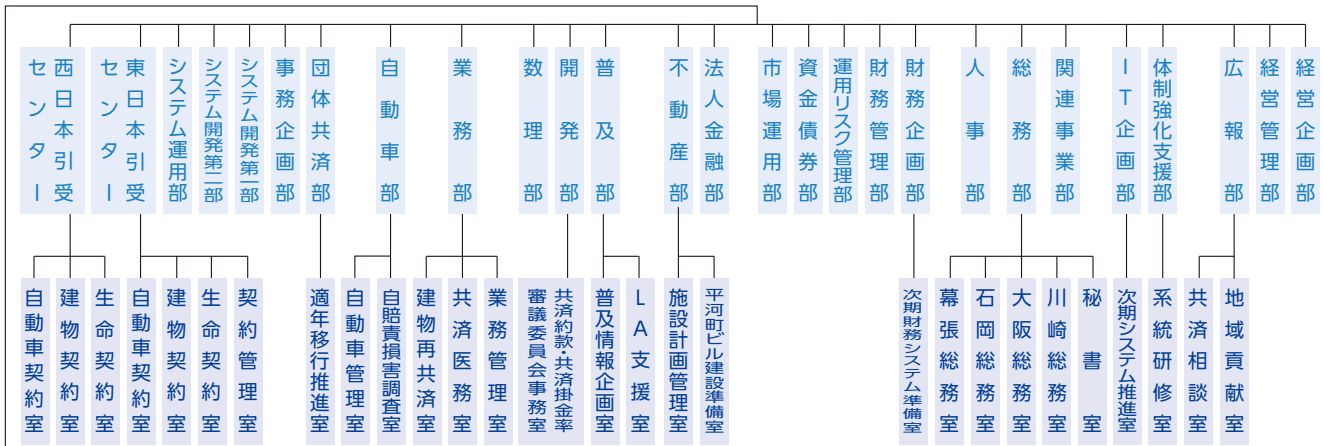 経営企画部
経営管理部
広報部
体制強化支援部
IT企画部
関連事業部
総務部
人事部
財務企画部
財務管理部
運用リスク管理部
資金債券部
市場運用部
法人金融部
不動産部
普及部
開発部
数理部
業務部
自動車部
団体共済部
事務企画部
システム開発第一部
システム開発第二部
システム運用部
東日本引受
センター
西日本引受
センター
地域貢献室
共済相談室
系統研修室
次期システム推進室
秘書室
川崎総務室
大阪総務室
石岡総務室
幕張総務室
次期財務システム準備室
平河町ビル建設準備室
施設計画管理室
LA支援室
普及情報企画室
共済約款・共済掛金率
審議委員会事務室
業務管理室
共済医務室
建物再共済室
自賠責損害調査室
自動車管理室
適年移行推進室
契約管理室
生命契約室
建物契約室
自動車契約室
生命契約室
建物契約室
自動車契約室